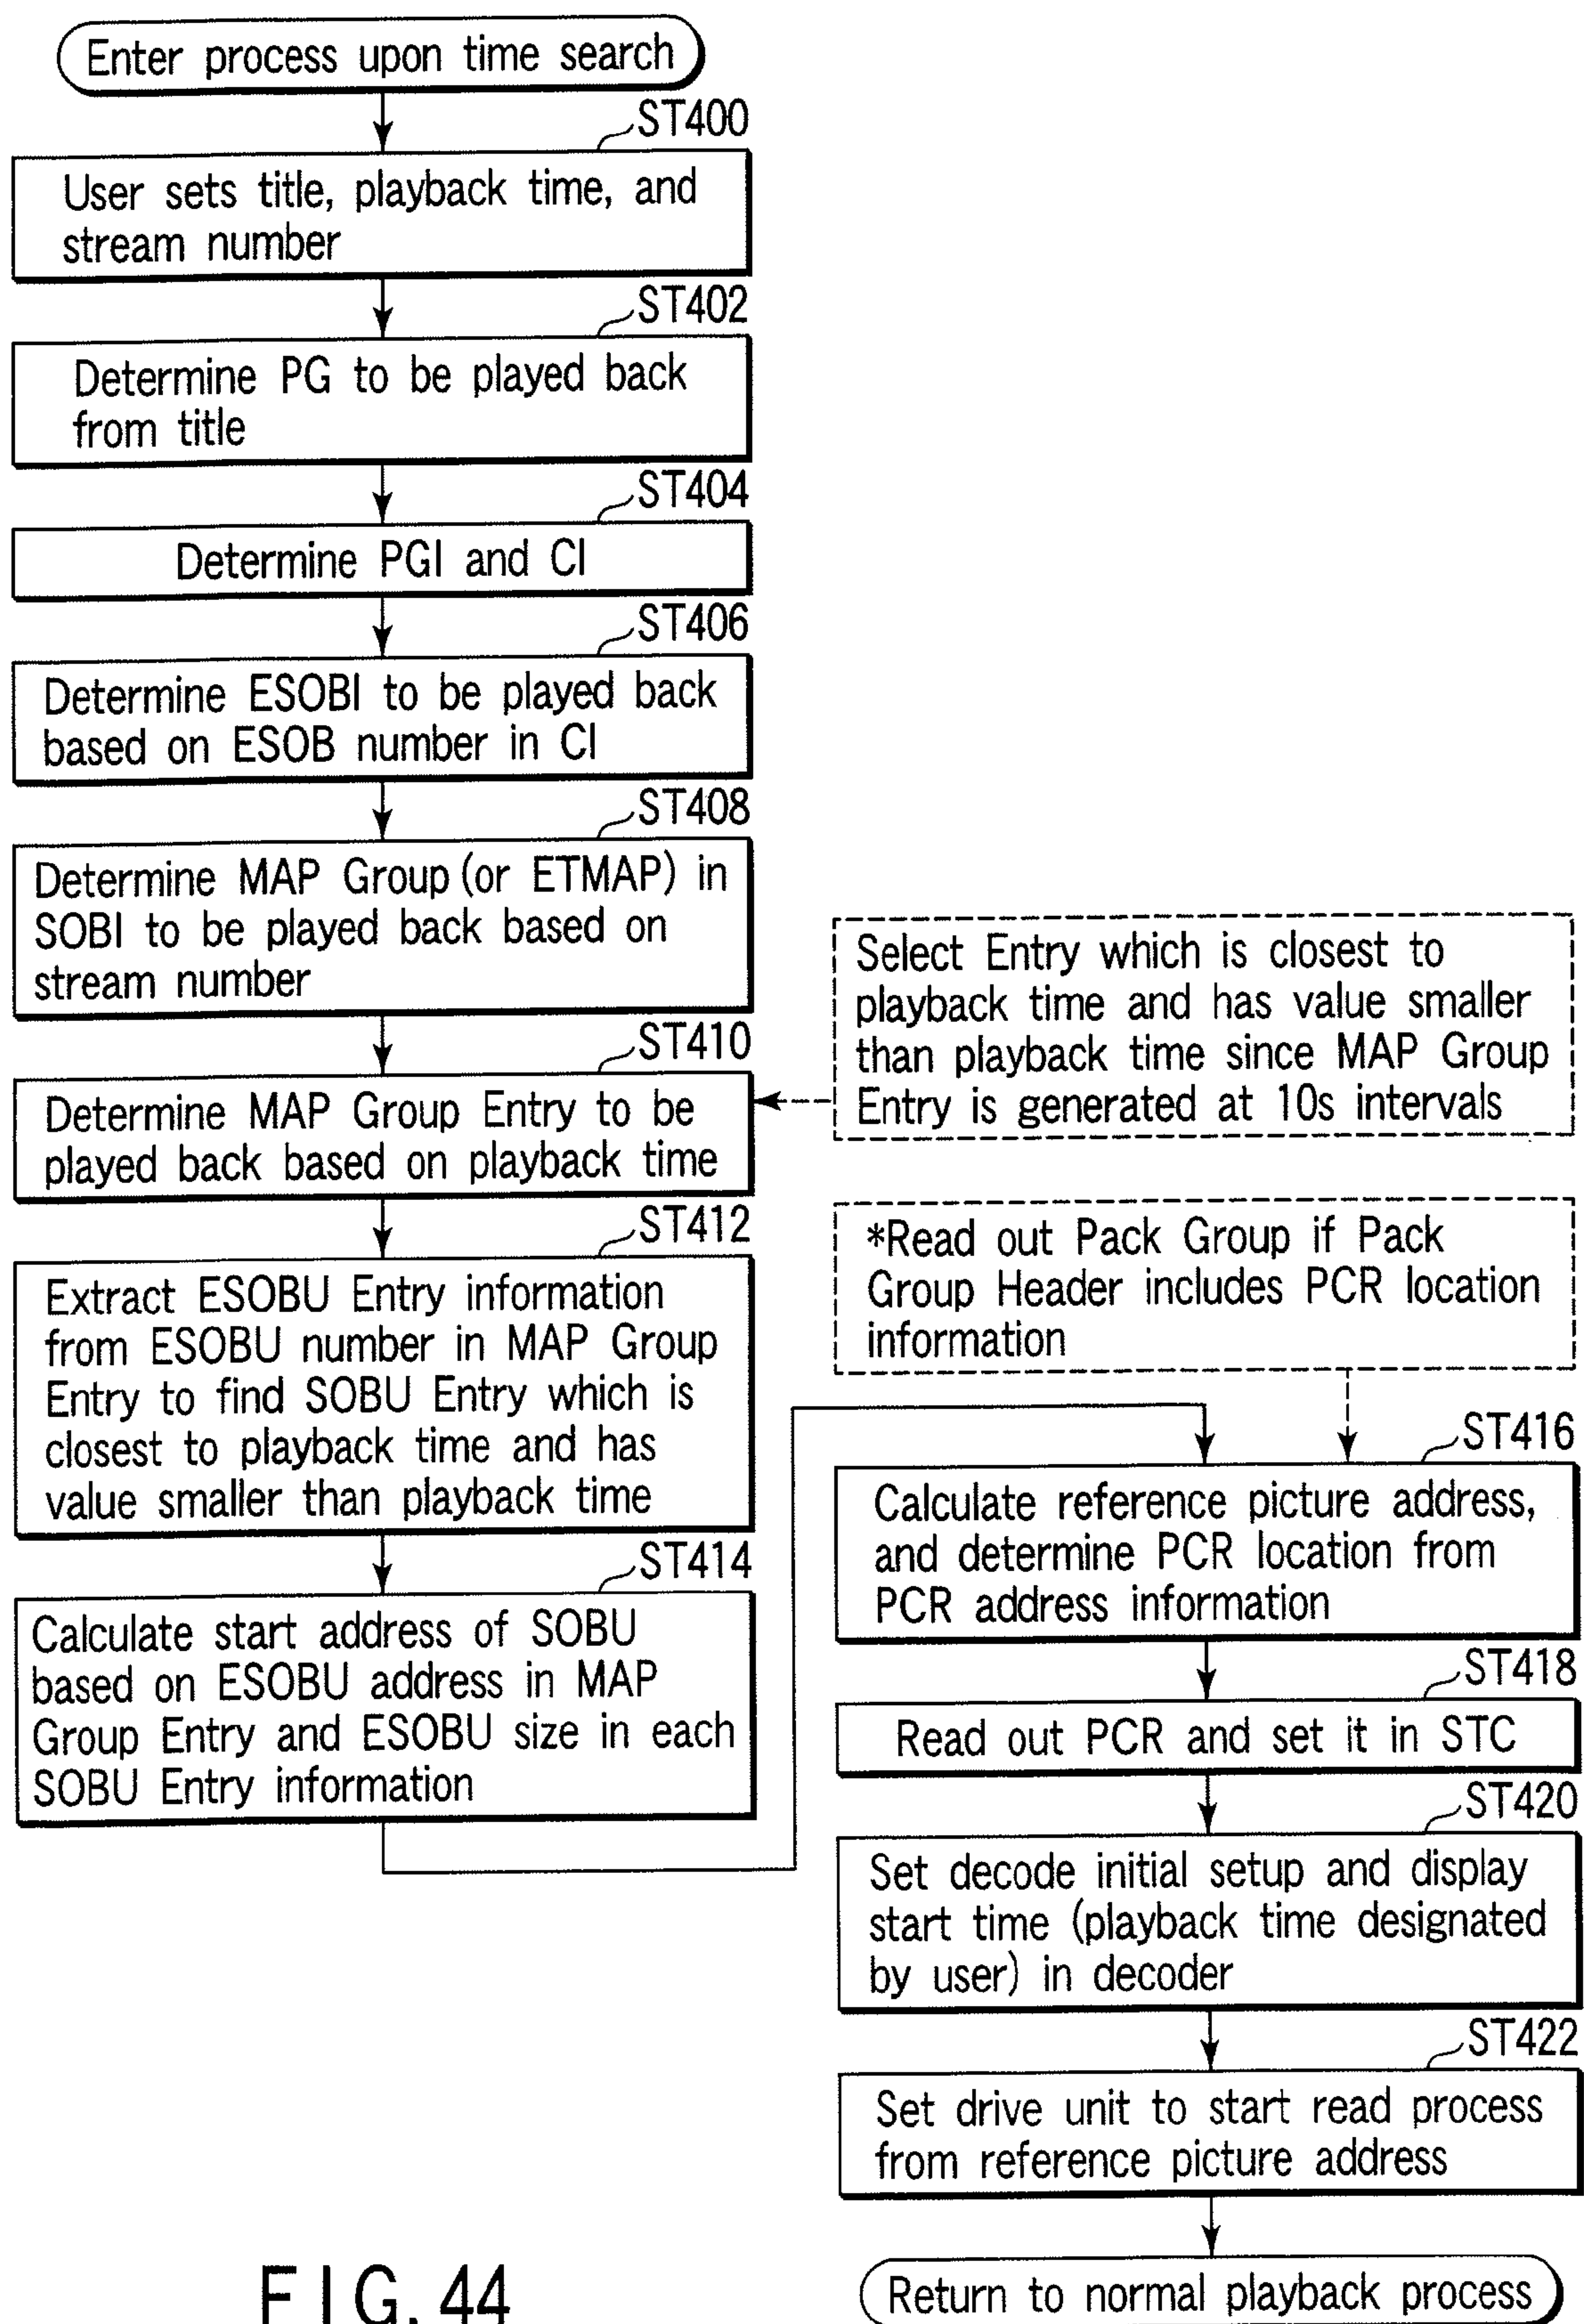 Enter process upon time search
ST400
User sets title, playback time, and
stream number
ST402
Determine PG to be played back
from title
ST404
Determine PGI and CI
ST406
Determine ESOBI to be played back
based on ESOB number in CI
ST408
Determine MAP Group (or ETMAP) in
SOBI to be played back based on
stream number
ST410
Determine MAP Group Entry to be
played back based on playback time
Select Entry which is closest to
playback time and has value smaller
than playback time since MAP Group
Entry is generated at 10s intervals
ST412
Extract ESOBU Entry information
from ESOBU number in MAP Group
Entry to find SOBU Entry which is
closest to playback time and has
value smaller than playback time
ST414
Calculate start address of SOBU
based on ESOBU address in MAP
Group Entry and ESOBU size in each
SOBU Entry information
*Read out Pack Group if Pack
Group Header includes PCR location
information
ST416
Calculate reference picture address,
and determine PCR location from
PCR address information
ST418
Read out PCR and set it in STC
ST420
Set decode initial setup and display
start time (playback time designated
by user) in decoder
ST422
Set drive unit to start read process
from reference picture address
Return to normal playback process
FIG. 44